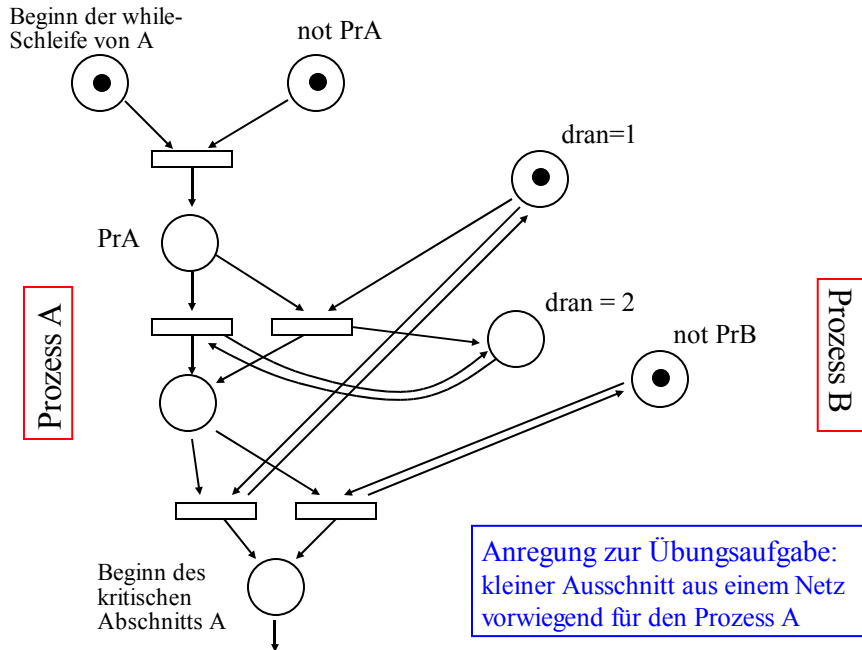 Beginn der while-
Schleife von A
not PrA
dran=1
PrA
dran = 2
not PrB
Prozess A
Prozess B
Beginn des
kritischen
Abschnitts A
Anregung zur Übungsaufgabe:
kleiner Ausschnitt aus einem Netz
vorwiegend für den Prozess A